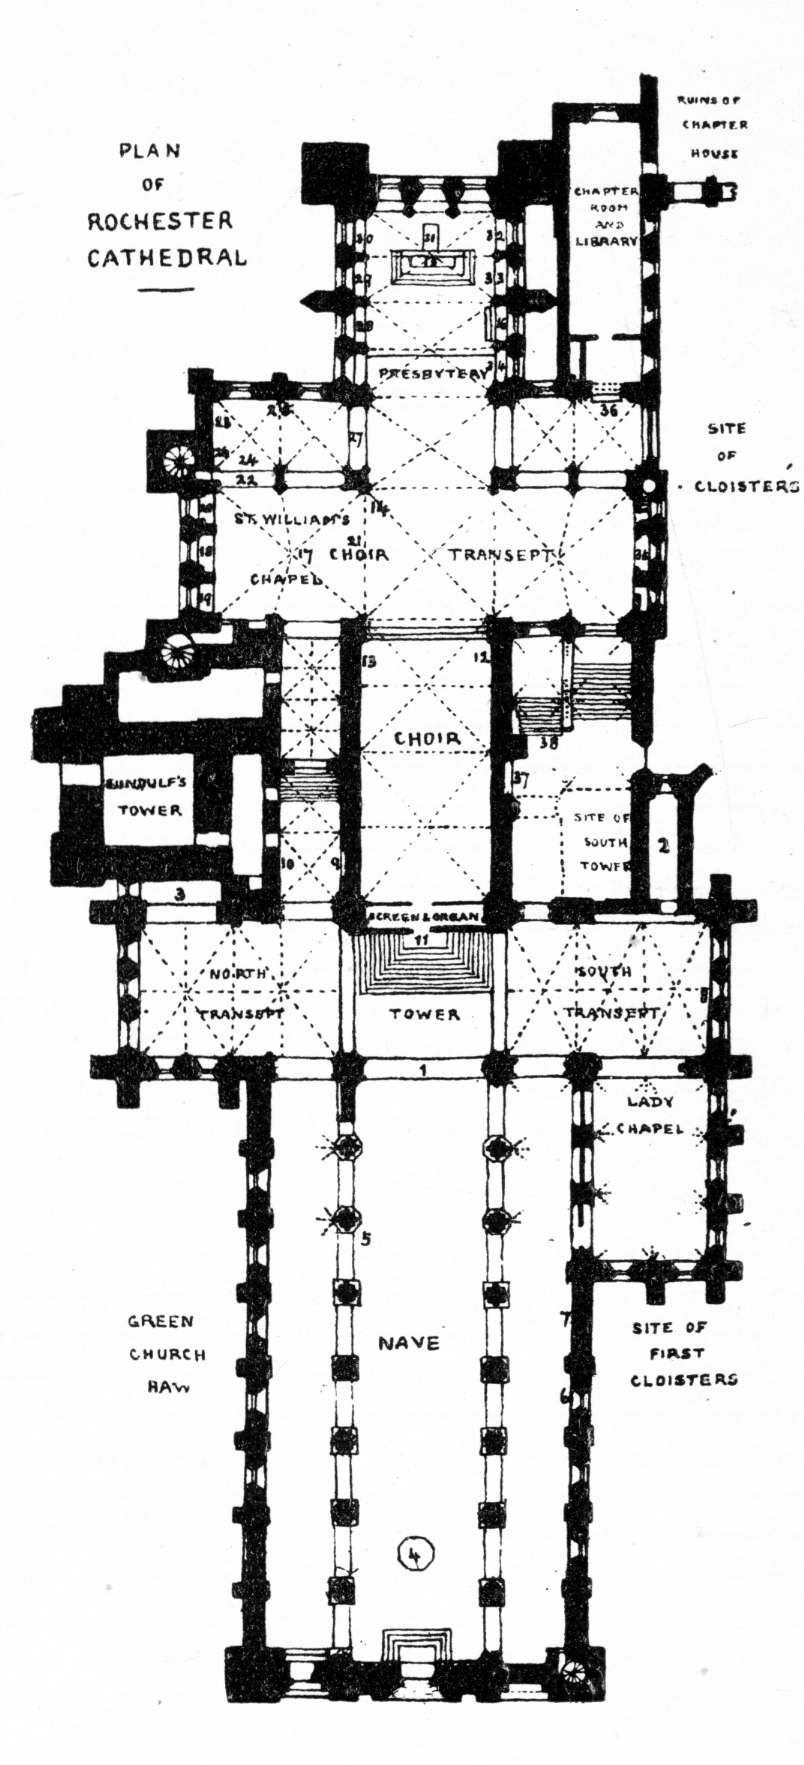 PLAN
OF
ROCHESTER
CATHEDRAL
RUINS OF
CHAPTER
HOUSE
CHAPTER
ROOM
AND
LIBRARY
30
31
32
29
33
28
16
PRESBYTERY
34
36
27
24
22
SITE
OF
CLOISTERS
14
ST. WILLIAM'S
21
17 CHOIR TRANSEPT
18
CHAPEL
19
13
12
CHOIR
38
37
GUNDULF'S
TOWER
SITE OF
SOUTH
TOWER
2
10
9
3
SCREEN & ORGAN
11
NORTH
TRANSEPT
TOWER
SOUTH
TRANSEPT
8
1
LADY
CHAPEL
5
GREEN
CHURCH
HAW
NAVE
7
6
SITE OF
FIRST
CLOISTERS
4